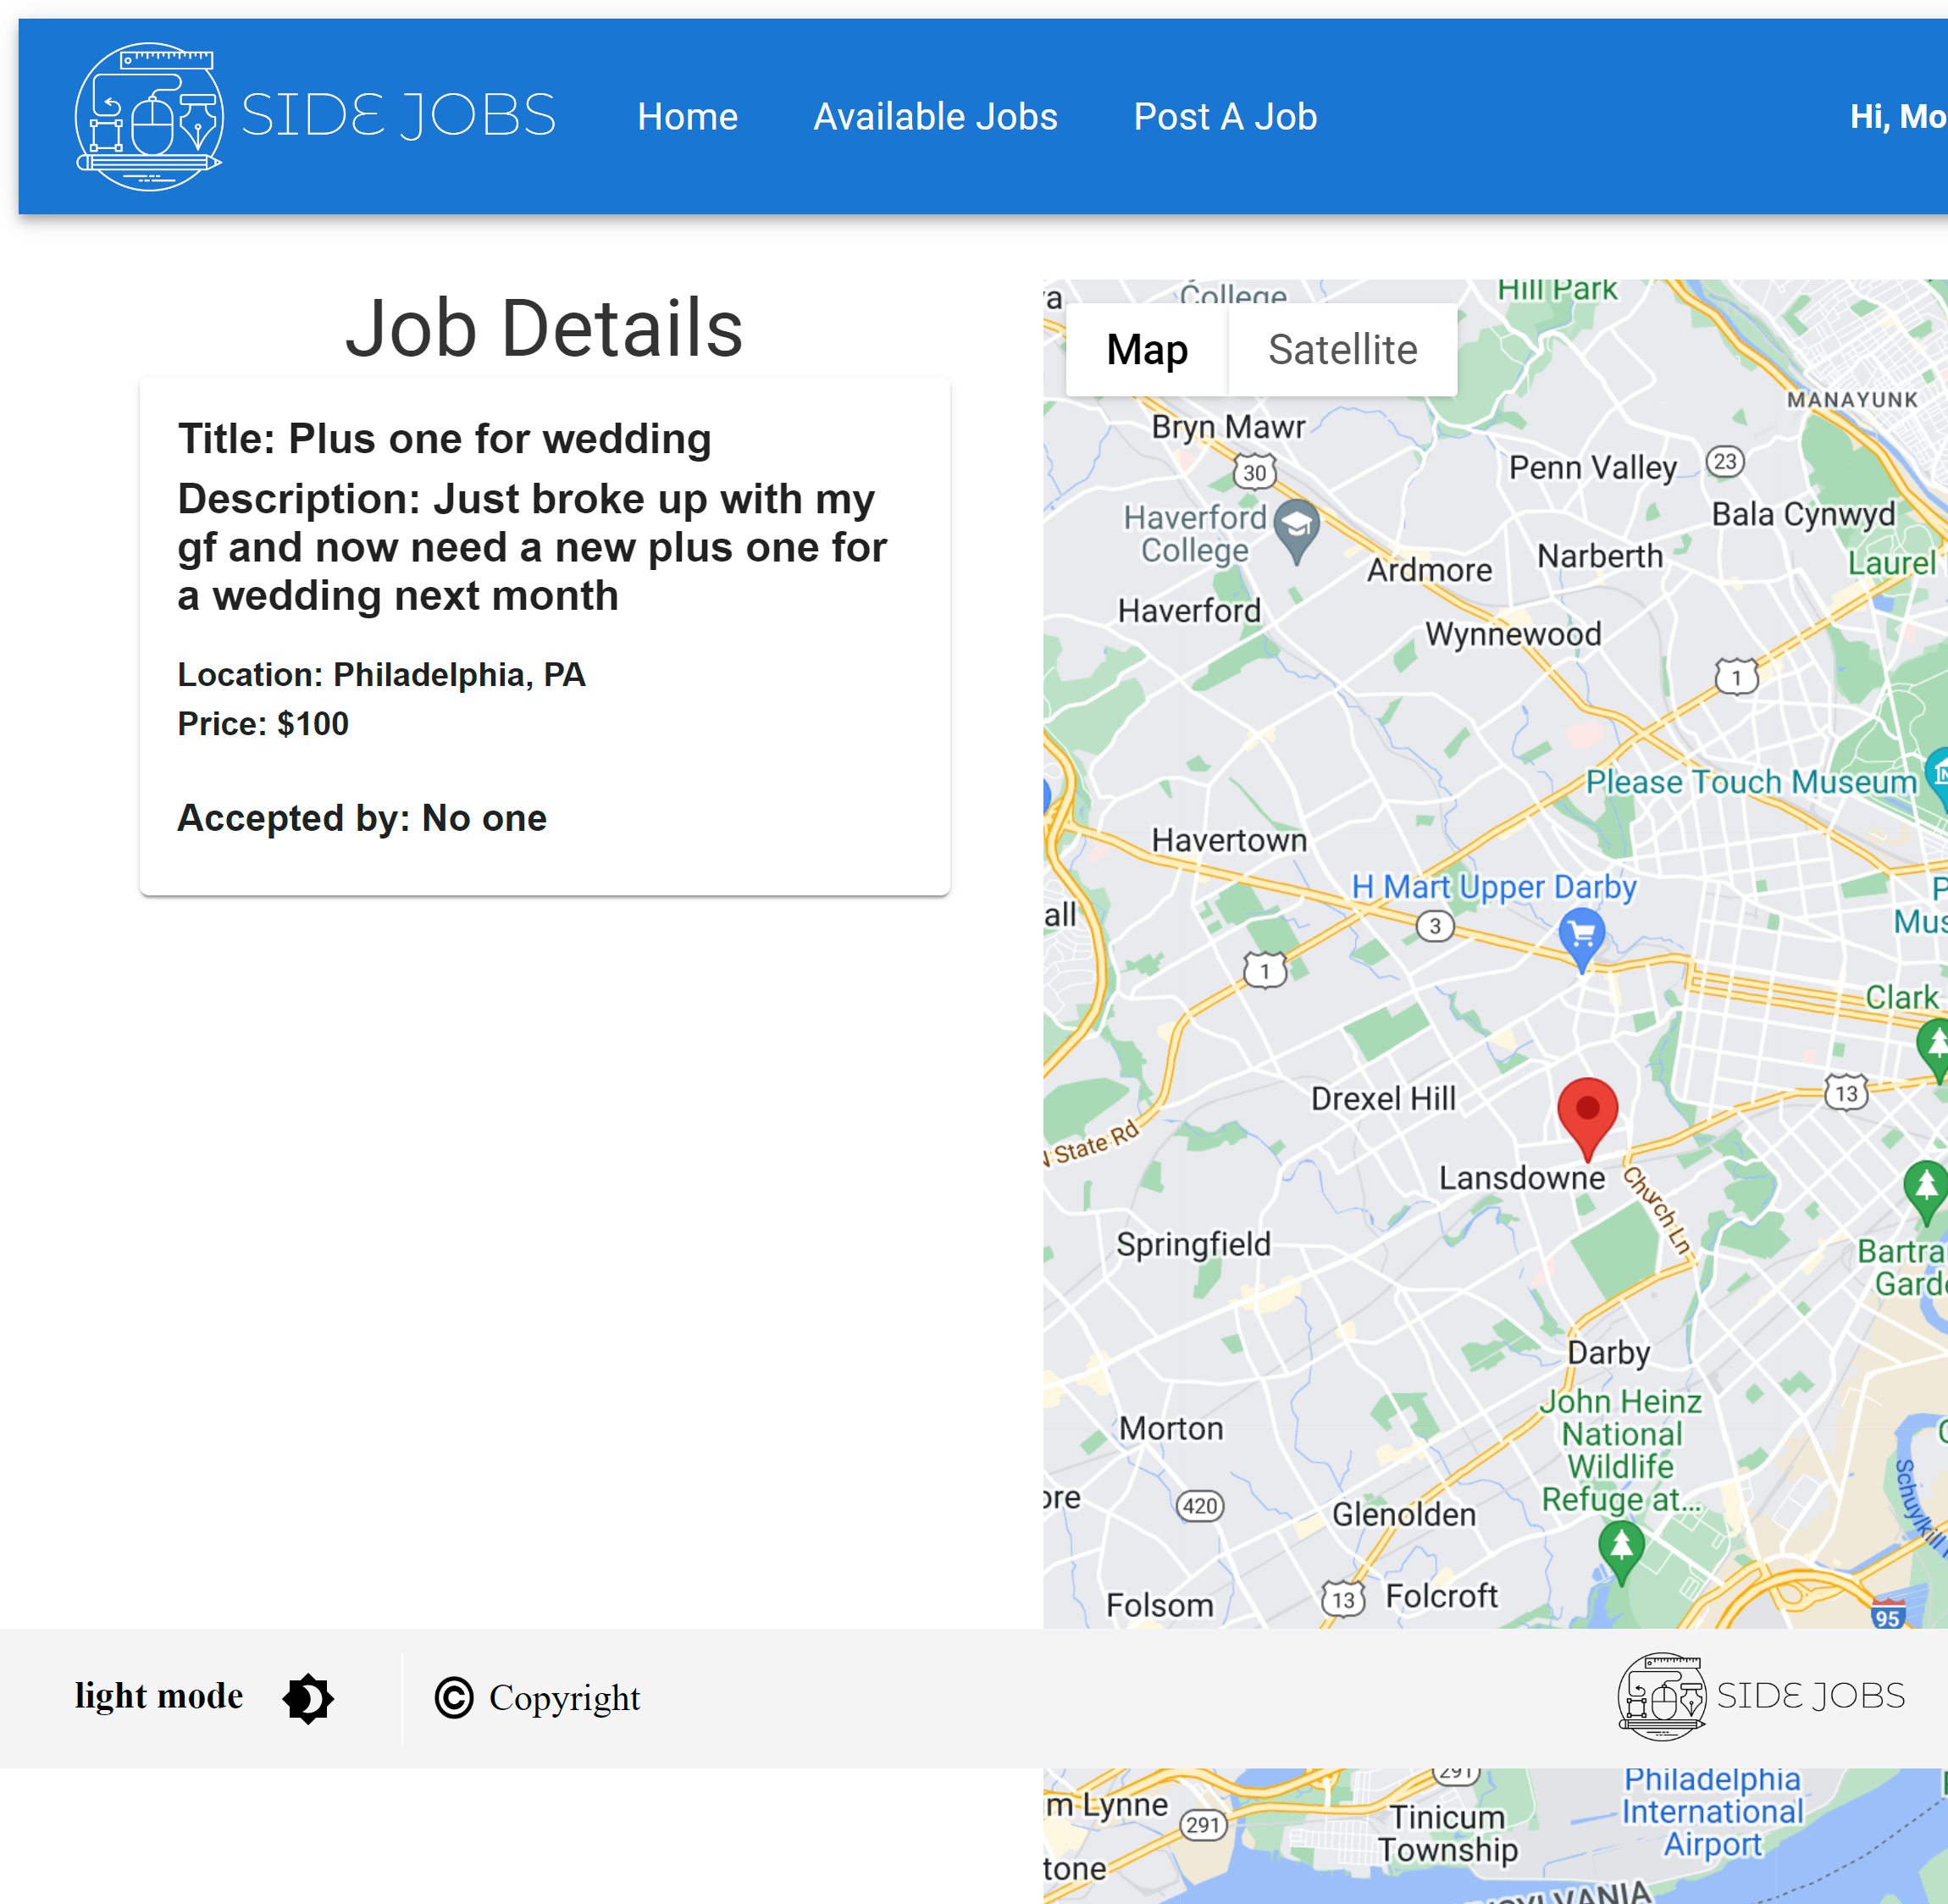 SIDE JOBS
Home
Available Jobs
Post A Job
Hi, Mo
Job Details
Title: Plus one for wedding
Description: Just broke up with my
gf and now need a new plus one for
a wedding next month
Location: Philadelphia, PA
Price: $100
Accepted by: No one
College
Hill Park
Map
Satellite
MANAYUNK
Bryn Mawr
30
Penn Valley
23
Haverford
College
Bala Cynwyd
Ardmore
Narberth
Laurel
Haverford
Wynnewood
1
Please Touch Museum
Havertown
H Mart Upper Darby
all
3
Mus
1
Clark
Drexel Hill
13
N State Rd
Lansdowne
Church Ln
Springfield
Bartra
Garde
Darby
John Heinz
National
Wildlife
Refuge at...
Morton
ore
420
Glenolden
Schuylkill
Folsom
13
Folcroft
95
light mode
© Copyright
SIDE JOBS
291
Philadelphia
International
Airport
m Lynne
291
Tinicum
Township
tone